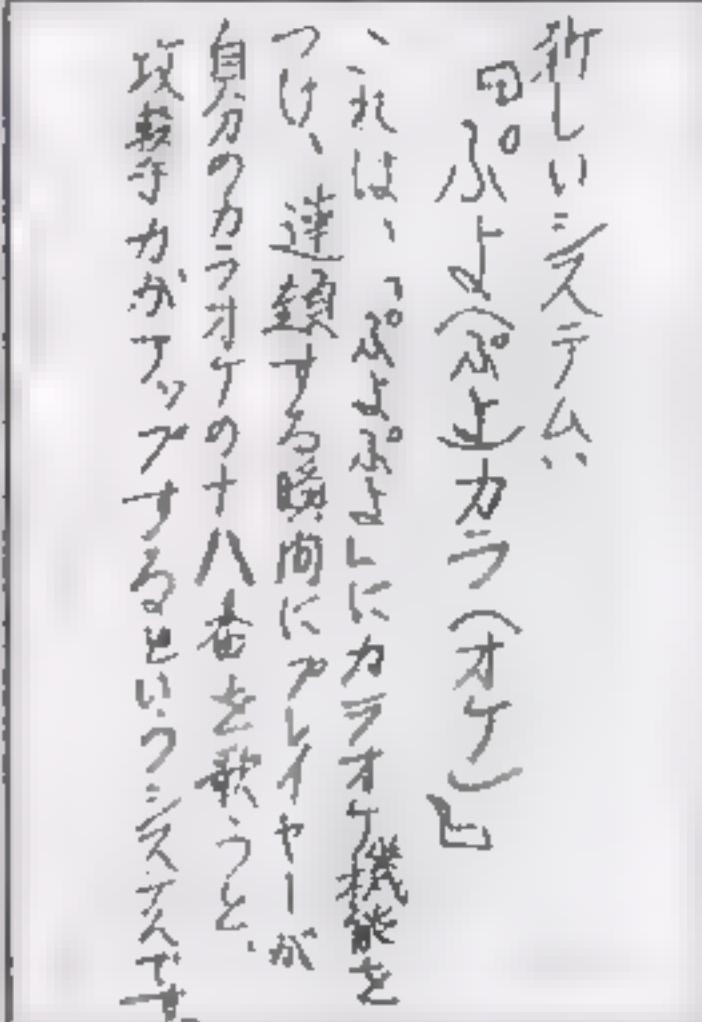 新しいシステム、、
『ぷよ(ぷよ)カラ(オケ)』
これは、「ぷよぷよ」にカラオケ機能を
つけ、連鎖する瞬間にプレイヤーが
自分のカラオケの十八番を歌うと、
攻撃力がアップするというシステムです。